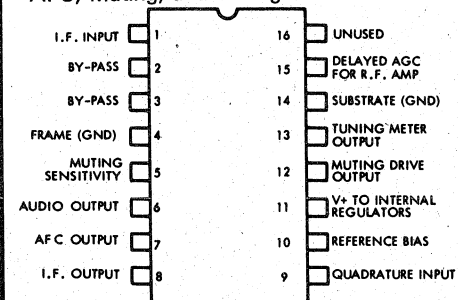 I.F. INPUT 1
BY-PASS 2
BY-PASS 3
FRAME (GND) 4
MUTING
SENSITIVITY 5
AUDIO OUTPUT 6
AFC OUTPUT 7
I.F. OUTPUT 8
16 UNUSED
15 DELAYED AGC
FOR R.F. AMP
14 SUBSTRATE (GND)
13 TUNING METER
OUTPUT
12 MUTING DRIVE
OUTPUT
11 V+ TO INTERNAL
REGULATORS
10 REFERENCE BIAS
9 QUADRATURE INPUT